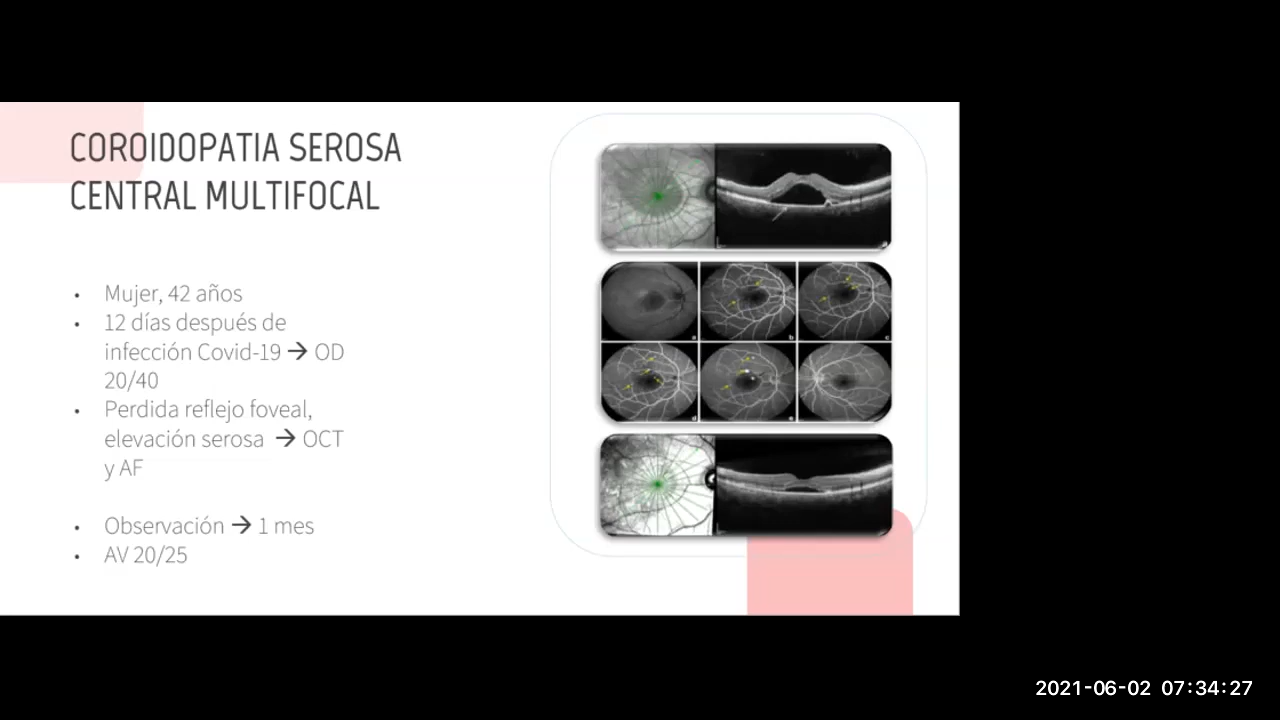 COROIDOPATIA SEROSA
CENTRAL MULTIFOCAL
• Mujer, 42 años
• 12 días después de
infección Covid-19 → OD
20/40
• Perdida reflejo foveal,
elevación serosa → OCT
y AF
• Observación → 1 mes
• AV 20/25
a
b
c
d
e
2021-06-02 07:34:27